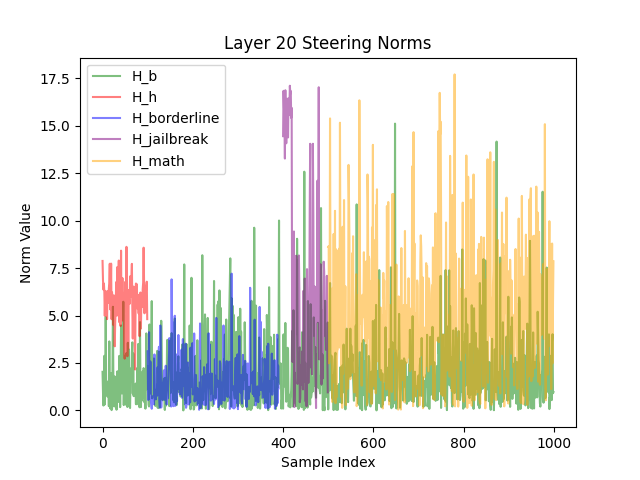 Layer 20 Steering Norms
H_b
H_h
H_borderline
H_jailbreak
H_math
Norm Value
17.5
15.0
12.5
10.0
7.5
5.0
2.5
0.0
0 200 400 600 800 1000
Sample Index